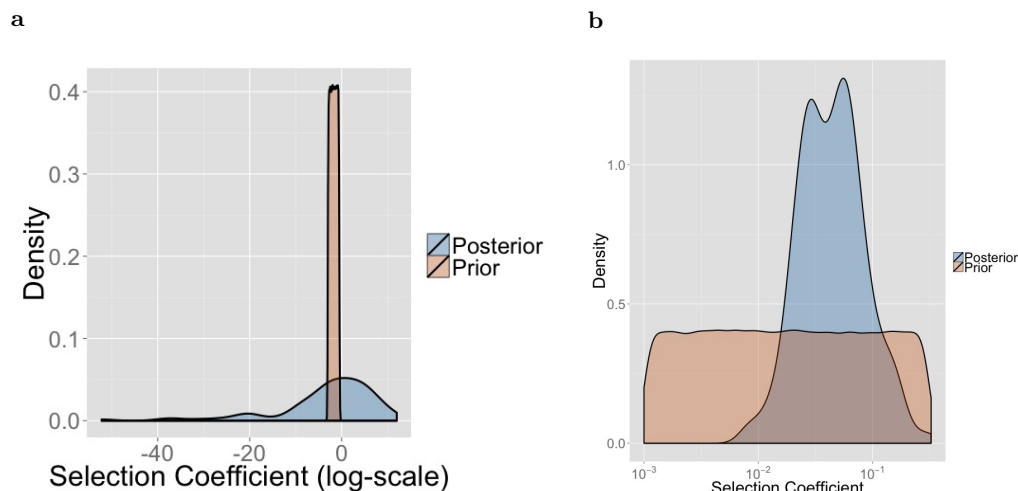 a
b
0.4
0.3
0.2
0.1
0.0
Density
-40
-20
0
Selection Coefficient (log-scale)
Posterior
Prior
1.0
0.5
0.0
Density
10⁻³
10⁻²
10⁻¹
Selection Coefficient
Posterior
Prior